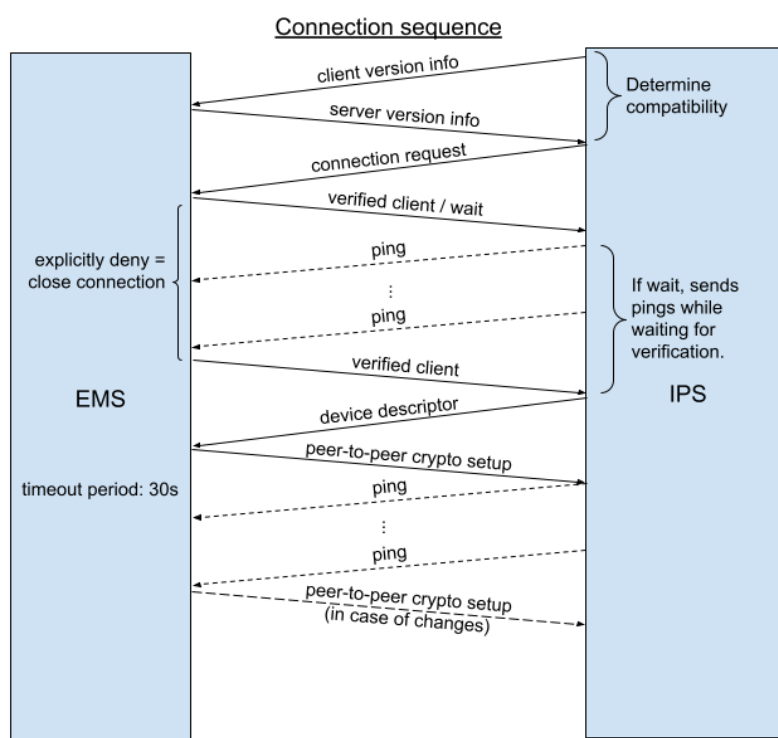 Connection sequence
client version info
Determine
compatibility
server version info
connection request
verified client / wait
ping
explicitly deny =
close connection
...
If wait, sends
pings while
waiting for
verification.
ping
verified client
EMS
IPS
device descriptor
peer-to-peer crypto setup
timeout period: 30s
ping
...
ping
peer-to-peer crypto setup
(in case of changes)